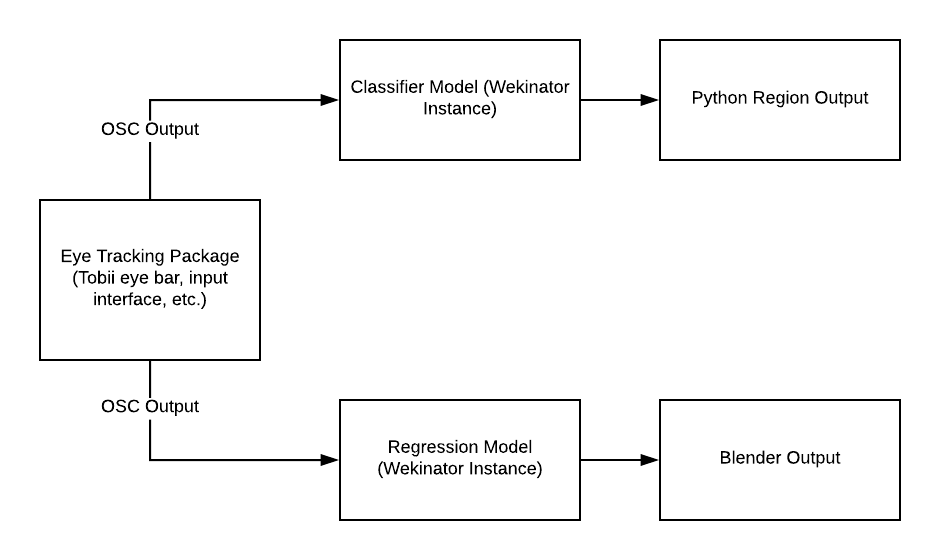 Classifier Model (Wekinator
Instance)
Python Region Output
OSC Output
Eye Tracking Package
(Tobii eye bar, input
interface, etc.)
OSC Output
Regression Model
(Wekinator Instance)
Blender Output